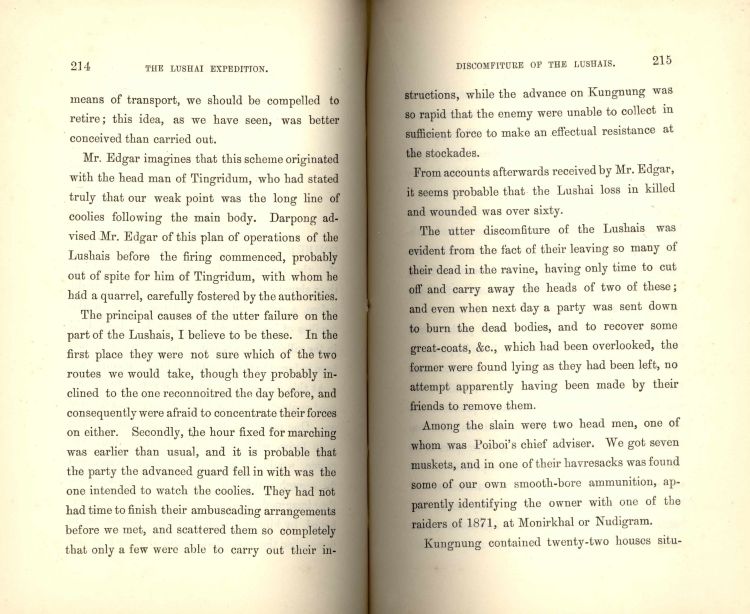 214
THE LUSHAI EXPEDITION.
means of transport, we should be compelled to
retire; this idea, as we have seen, was better
conceived than carried out.
Mr. Edgar imagines that this scheme originated
with the head man of Tingridum, who had stated
truly that our weak point was the long line of
coolies following the main body. Darpong ad-
vised Mr. Edgar of this plan of operations of the
Lushais before the firing commenced, probably
out of spite for him of Tingridum, with whom he
had a quarrel, carefully fostered by the authorities.
The principal causes of the utter failure on the
part of the Lushais, I believe to be these. In the
first place they were not sure which of the two
routes we would take, though they probably in-
clined to the one reconnoitred the day before, and
consequently were afraid to concentrate their forces
on either. Secondly, the hour fixed for marching
was earlier than usual, and it is probable that
the party the advanced guard fell in with was the
one intended to watch the coolies. They had not
had time to finish their ambuscading arrangements
before we met, and scattered them so completely
that only a few were able to carry out their in-
DISCOMFITURE OF THE LUSHAIS.
215
structions, while the advance on Kungnung was
so rapid that the enemy were unable to collect in
sufficient force to make an effectual resistance at
the stockades.
From accounts afterwards received by Mr. Edgar,
it seems probable that the Lushai loss in killed
and wounded was over sixty.
The utter discomfiture of the Lushais was
evident from the fact of their leaving so many of
their dead in the ravine, having only time to cut
off and carry away the heads of two of these;
and even when next day a party was sent down
to burn the dead bodies, and to recover some
great-coats, &c., which had been overlooked, the
former were found lying as they had been left, no
attempt apparently having been made by their
friends to remove them.
Among the slain were two head men, one of
whom was Poiboi's chief adviser. We got seven
muskets, and in one of their havresacks was found
some of our own smooth-bore ammunition, ap-
parently identifying the owner with one of the
raiders of 1871, at Monirkhal or Nudigram.
Kungnung contained twenty-two houses situ-